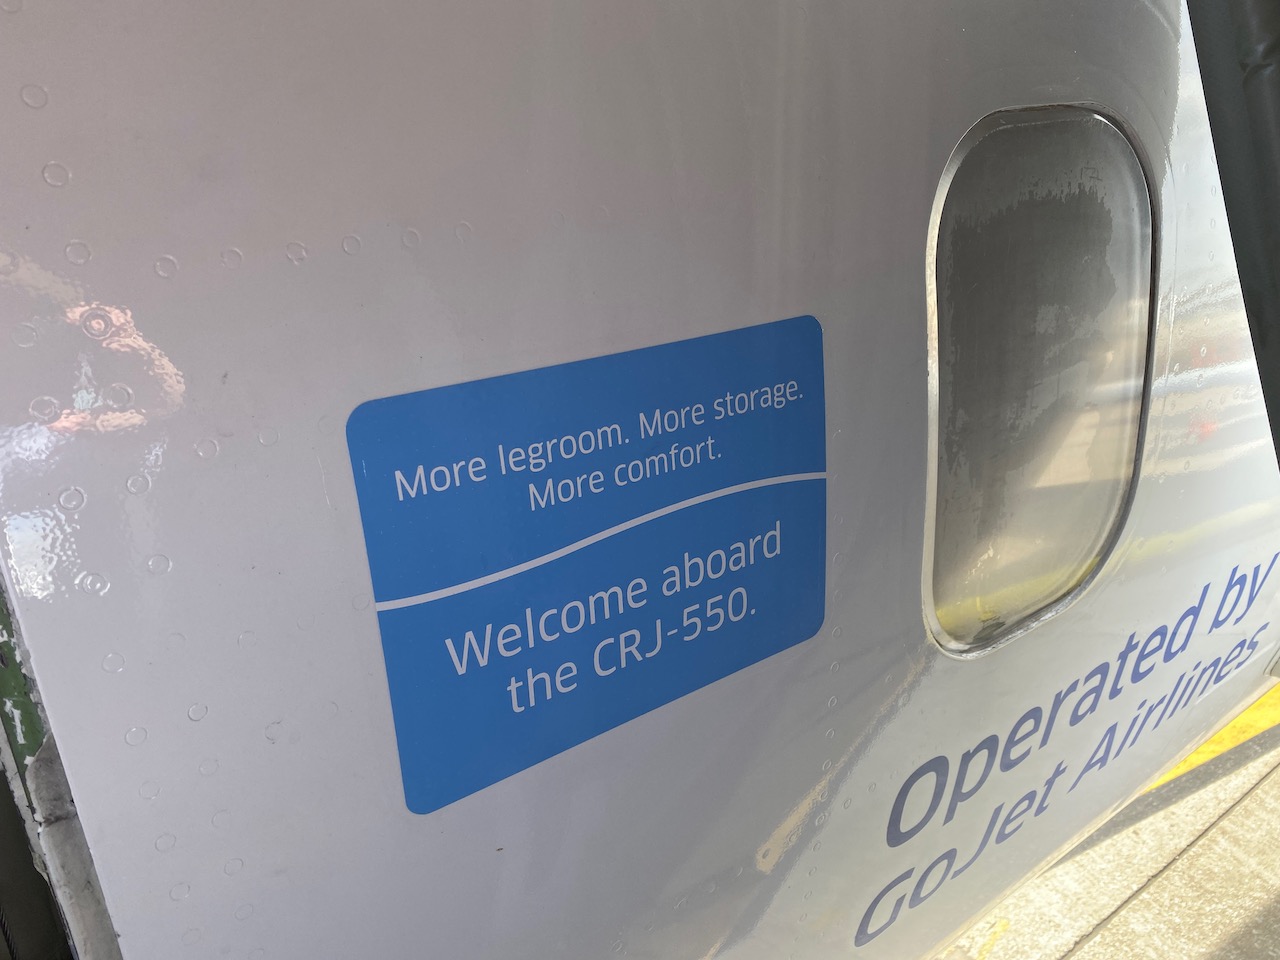 More legroom. More storage.
More comfort.
Welcome aboard
the CRJ-550.
Operated by
GoJet Airlines